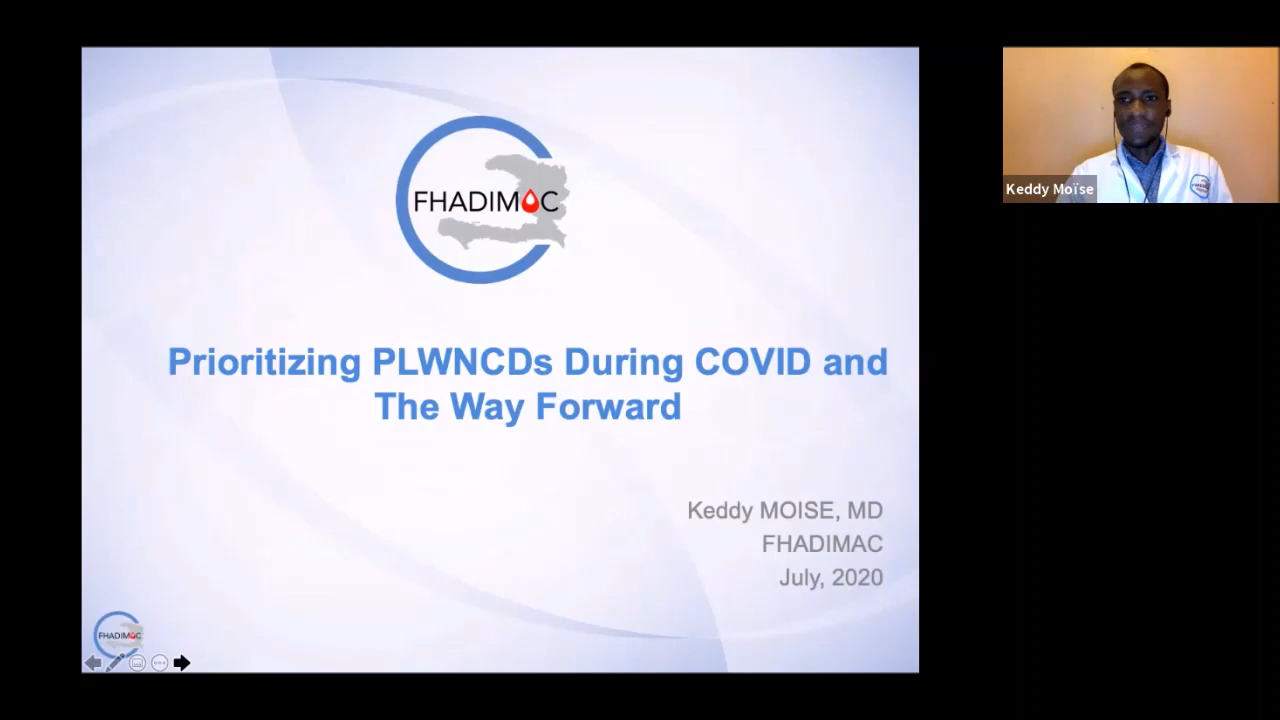 FHADIMAC
Prioritizing PLWNCDs During COVID and
The Way Forward
Keddy MOISE, MD
FHADIMAC
July, 2020
FHADIMAC
Keddy Moïse